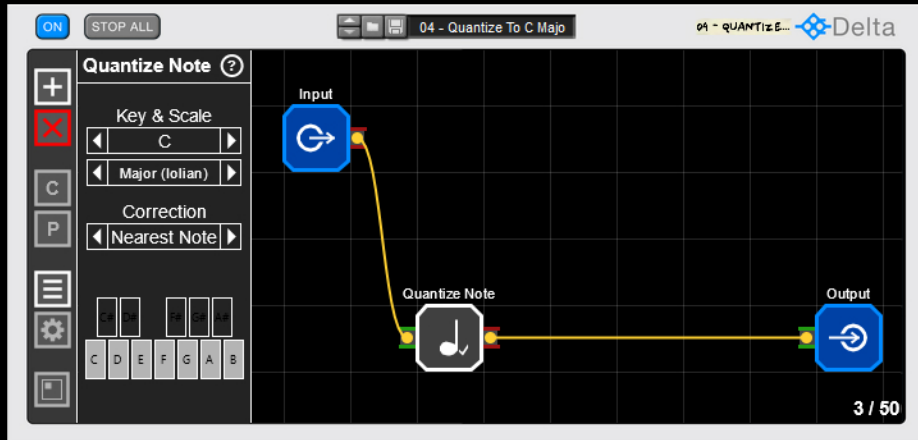 ON
STOP ALL
04 - Quantize To C Majo
04 - QUANTIZE...
Delta
Quantize Note ?
Key & Scale
C
Major (Iolian)
Correction
Nearest Note
C# D# F# G# A#
C D E F G A B
C
P
Input
Quantize Note
Output
3 / 50